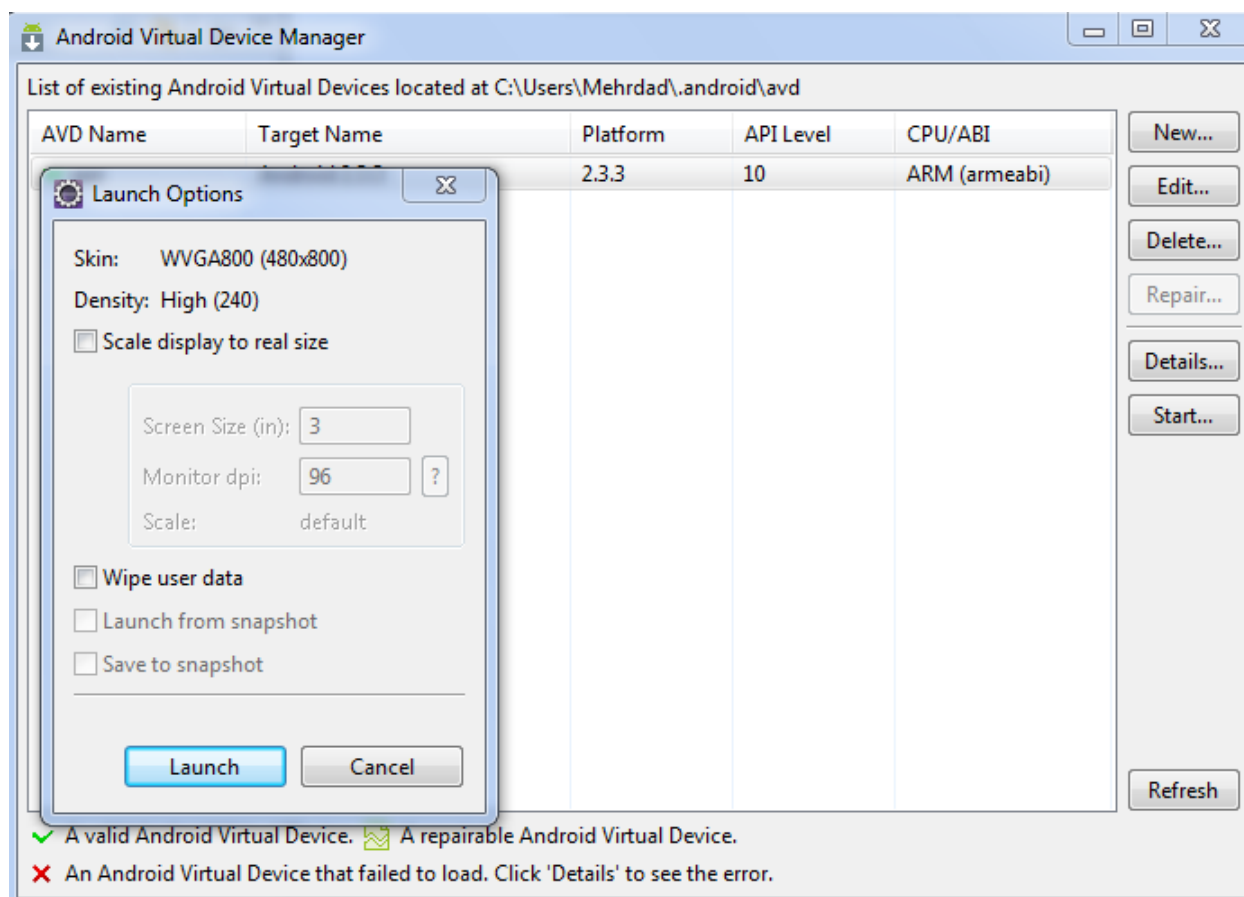 Android Virtual Device Manager
List of existing Android Virtual Devices located at C:\Users\Mehrdad\.android\avd
AVD Name Target Name Platform API Level CPU/ABI
2.3.3 10 ARM (armeabi)
New...
Edit...
Delete...
Repair...
Details...
Start...
Refresh
Launch Options
Skin: WVGA800 (480x800)
Density: High (240)
Scale display to real size
Screen Size (in): 3
Monitor dpi: 96 ?
Scale: default
Wipe user data
Launch from snapshot
Save to snapshot
Launch Cancel
A valid Android Virtual Device. A repairable Android Virtual Device.
An Android Virtual Device that failed to load. Click 'Details' to see the error.